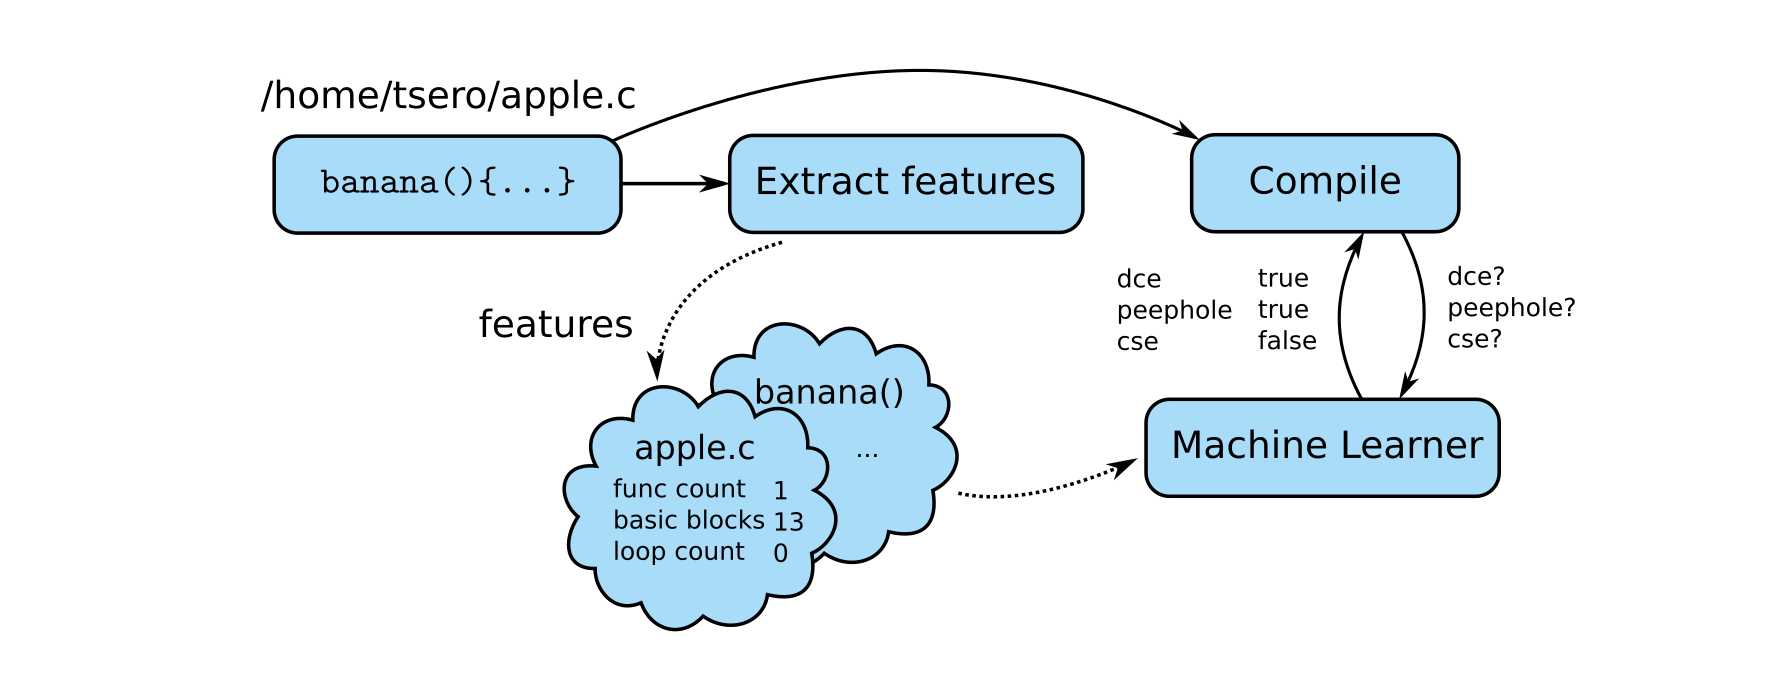 /home/tsero/apple.c
banana(){...}
Extract features
Compile
dce true
peephole true
cse false
dce?
peephole?
cse?
features
banana()
...
apple.c
func count 1
basic blocks 13
loop count 0
Machine Learner